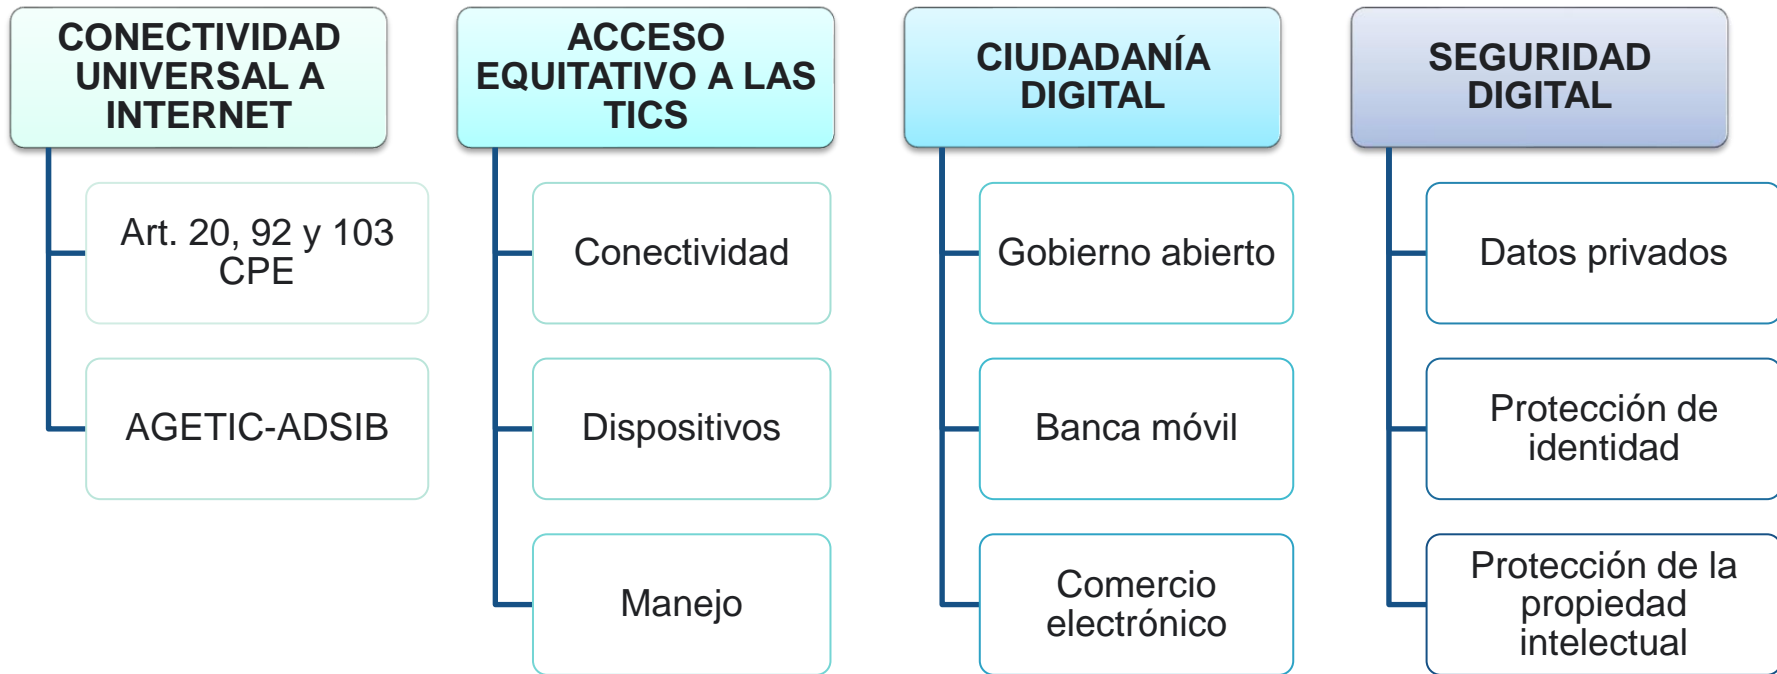 CONECTIVIDAD
UNIVERSAL A
INTERNET
Art. 20, 92 y 103
CPE
AGETIC-ADSIB
ACCESO
EQUITATIVO A LAS
TICS
Conectividad
Dispositivos
Manejo
CIUDADANÍA
DIGITAL
Gobierno abierto
Banca móvil
Comercio
electrónico
SEGURIDAD
DIGITAL
Datos privados
Protección de
identidad
Protección de la
propiedad
intelectual